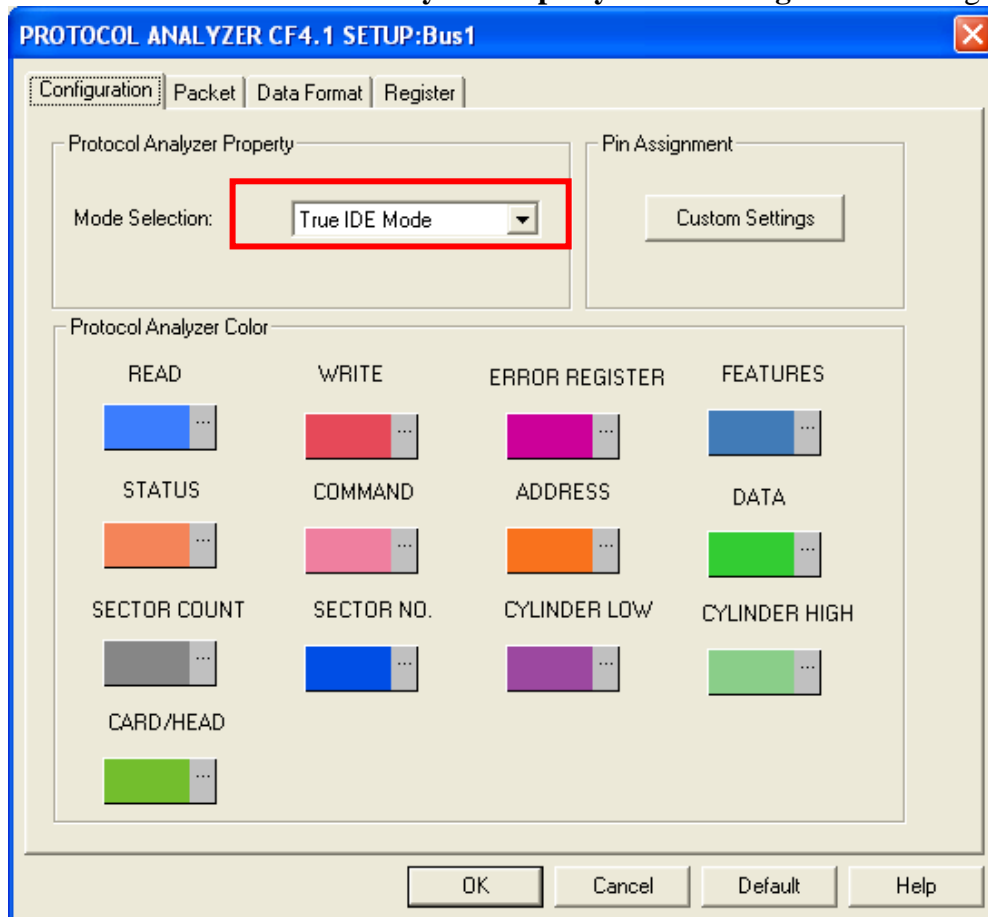 PROTOCOL ANALYZER CF4.1 SETUP:Bus1
Configuration Packet Data Format Register
Protocol Analyzer Property
Mode Selection: True IDE Mode
Pin Assignment
Custom Settings
Protocol Analyzer Color
READ WRITE ERROR REGISTER FEATURES
... ... ... ...
STATUS COMMAND ADDRESS DATA
... ... ... ...
SECTOR COUNT SECTOR NO. CYLINDER LOW CYLINDER HIGH
... ... ... ...
CARD/HEAD
...
OK Cancel Default Help